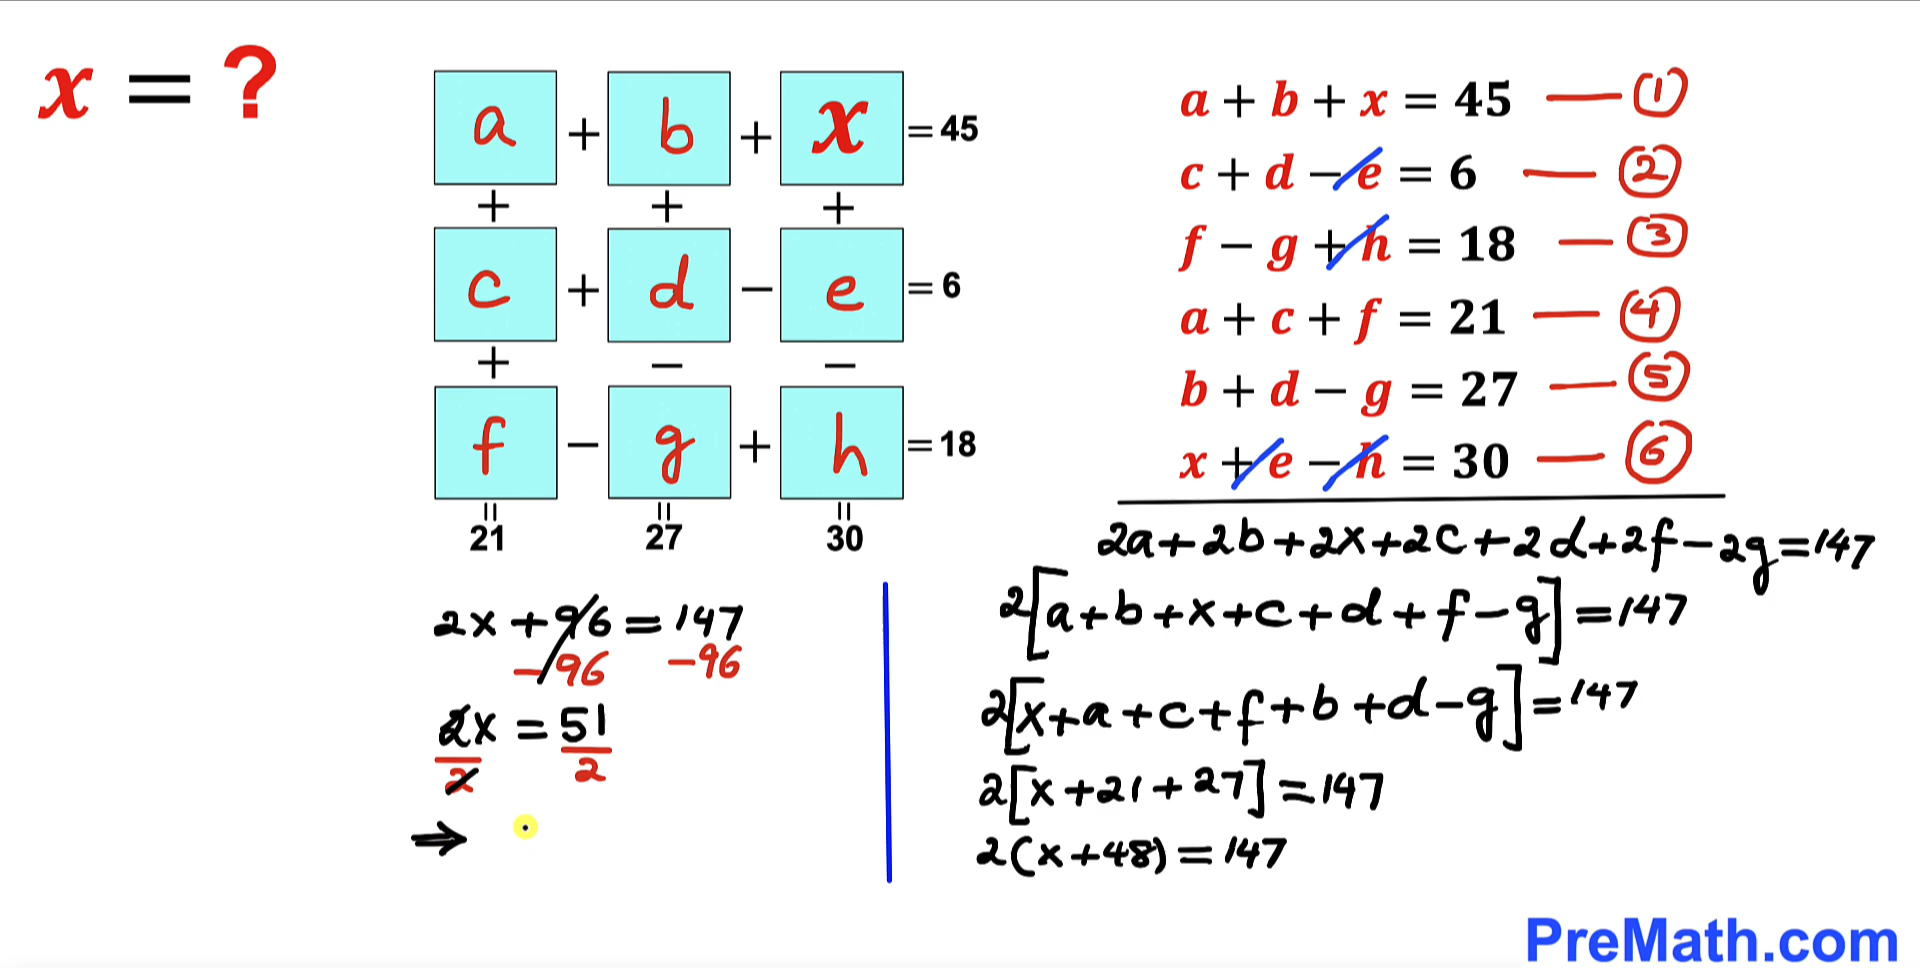 x = ?
a + b + x = 45
+ + +
c + d − e = 6
+ − −
f − g + h = 18
= = =
21 27 30
a + b + x = 45 — 1
c + d − e = 6 — 2
f − g + h = 18 — 3
a + c + f = 21 — 4
b + d − g = 27 — 5
x + e − h = 30 — 6
2a+2b+2x+2c+2d+2f−2g=147
2[a+b+x+c+d+f−g]=147
2[x+a+c+f+b+d−g]=147
2[x+21+27]=147
2(x+48)=147
2x+96=147
−96 −96
2x = 51
2 2
⇒
PreMath.com